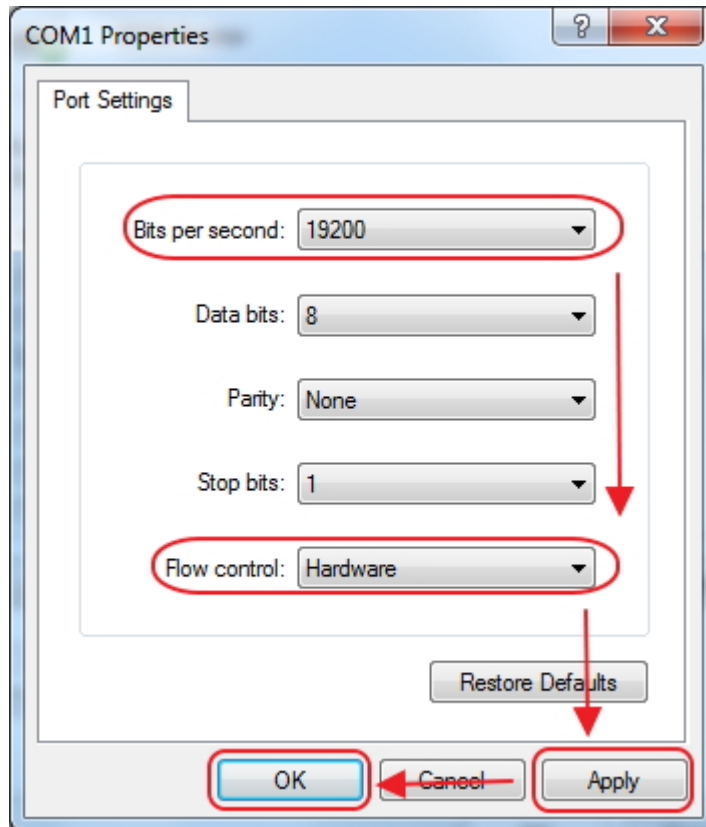 COM1 Properties
Port Settings
Bits per second: 19200
Data bits: 8
Parity: None
Stop bits: 1
Flow control: Hardware
Restore Defaults
OK Cancel Apply